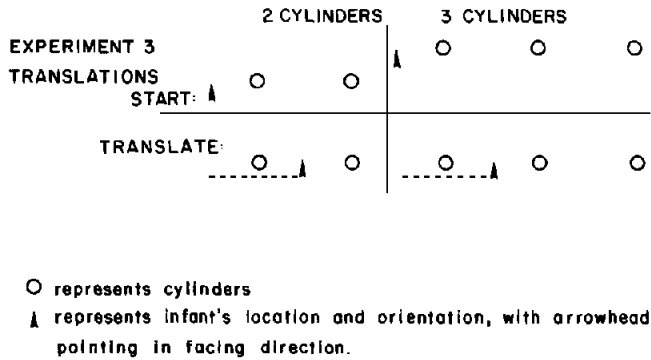 2 CYLINDERS 3 CYLINDERS
EXPERIMENT 3
TRANSLATIONS
START:
TRANSLATE:
represents cylinders
represents infant's location and orientation, with arrowhead
pointing in facing direction.